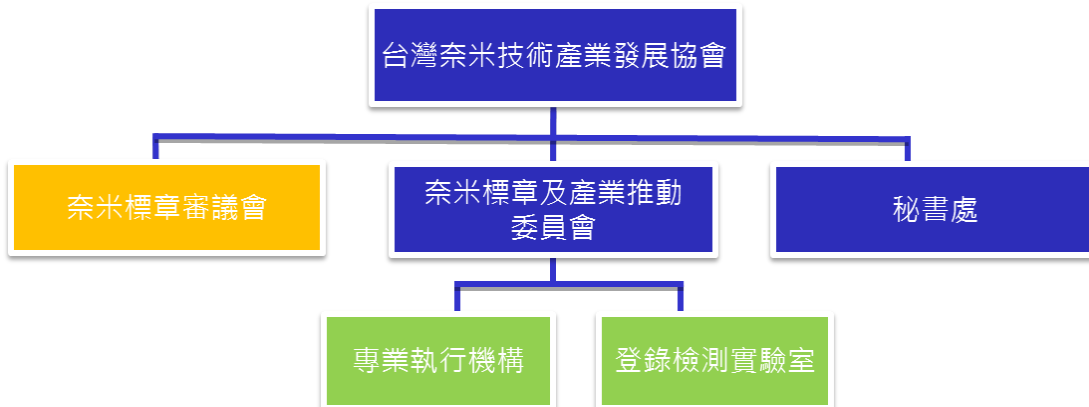 台灣奈米技術產業發展協會
奈米標章審議會
奈米標章及產業推動
委員會
秘書處
專業執行機構
登錄檢測實驗室